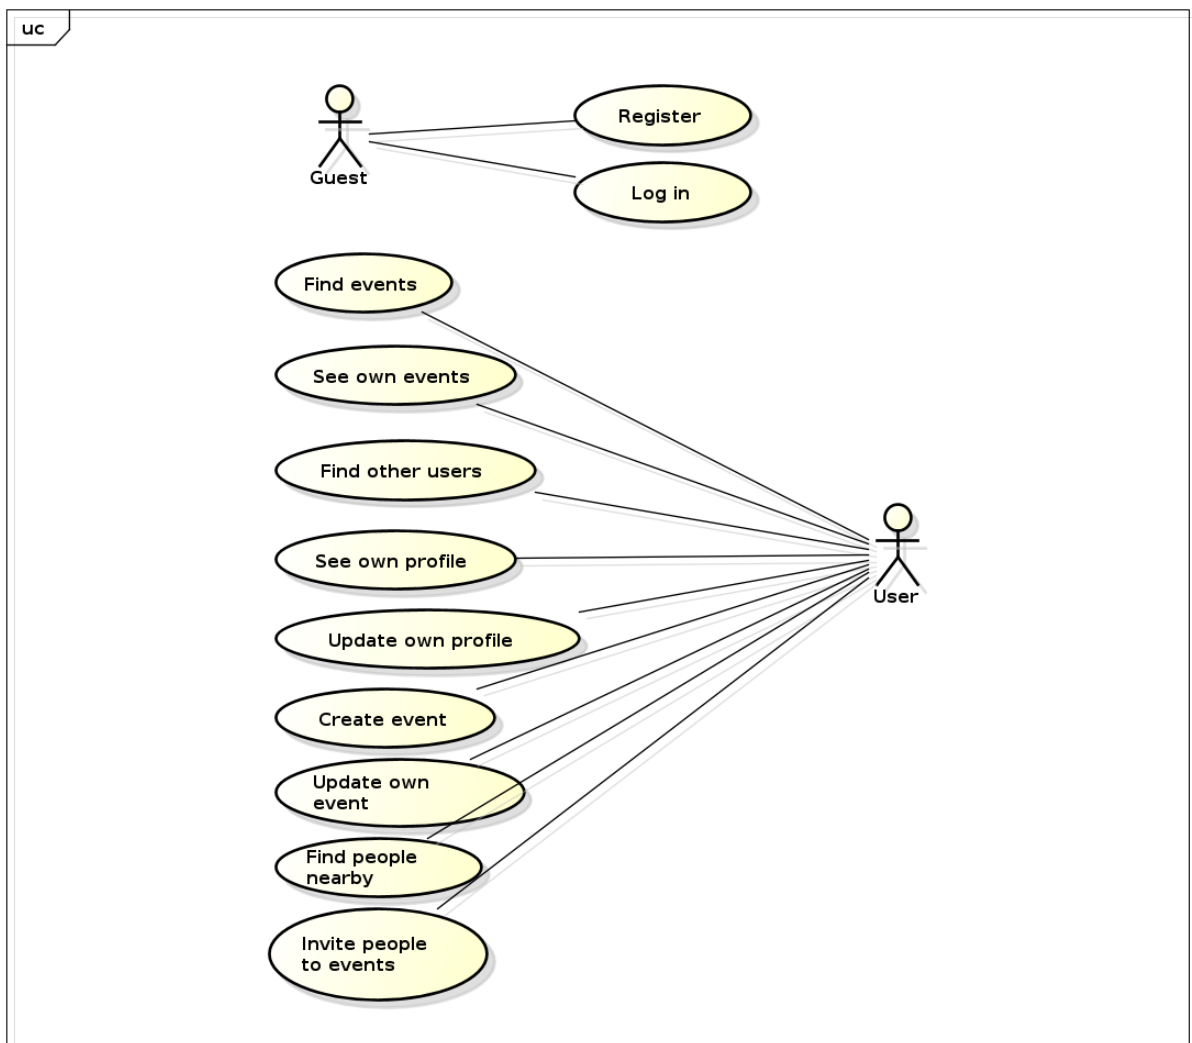 uc
Register
Guest
Log in
Find events
See own events
Find other users
See own profile
User
Update own profile
Create event
Update own
event
Find people
nearby
Invite people
to events